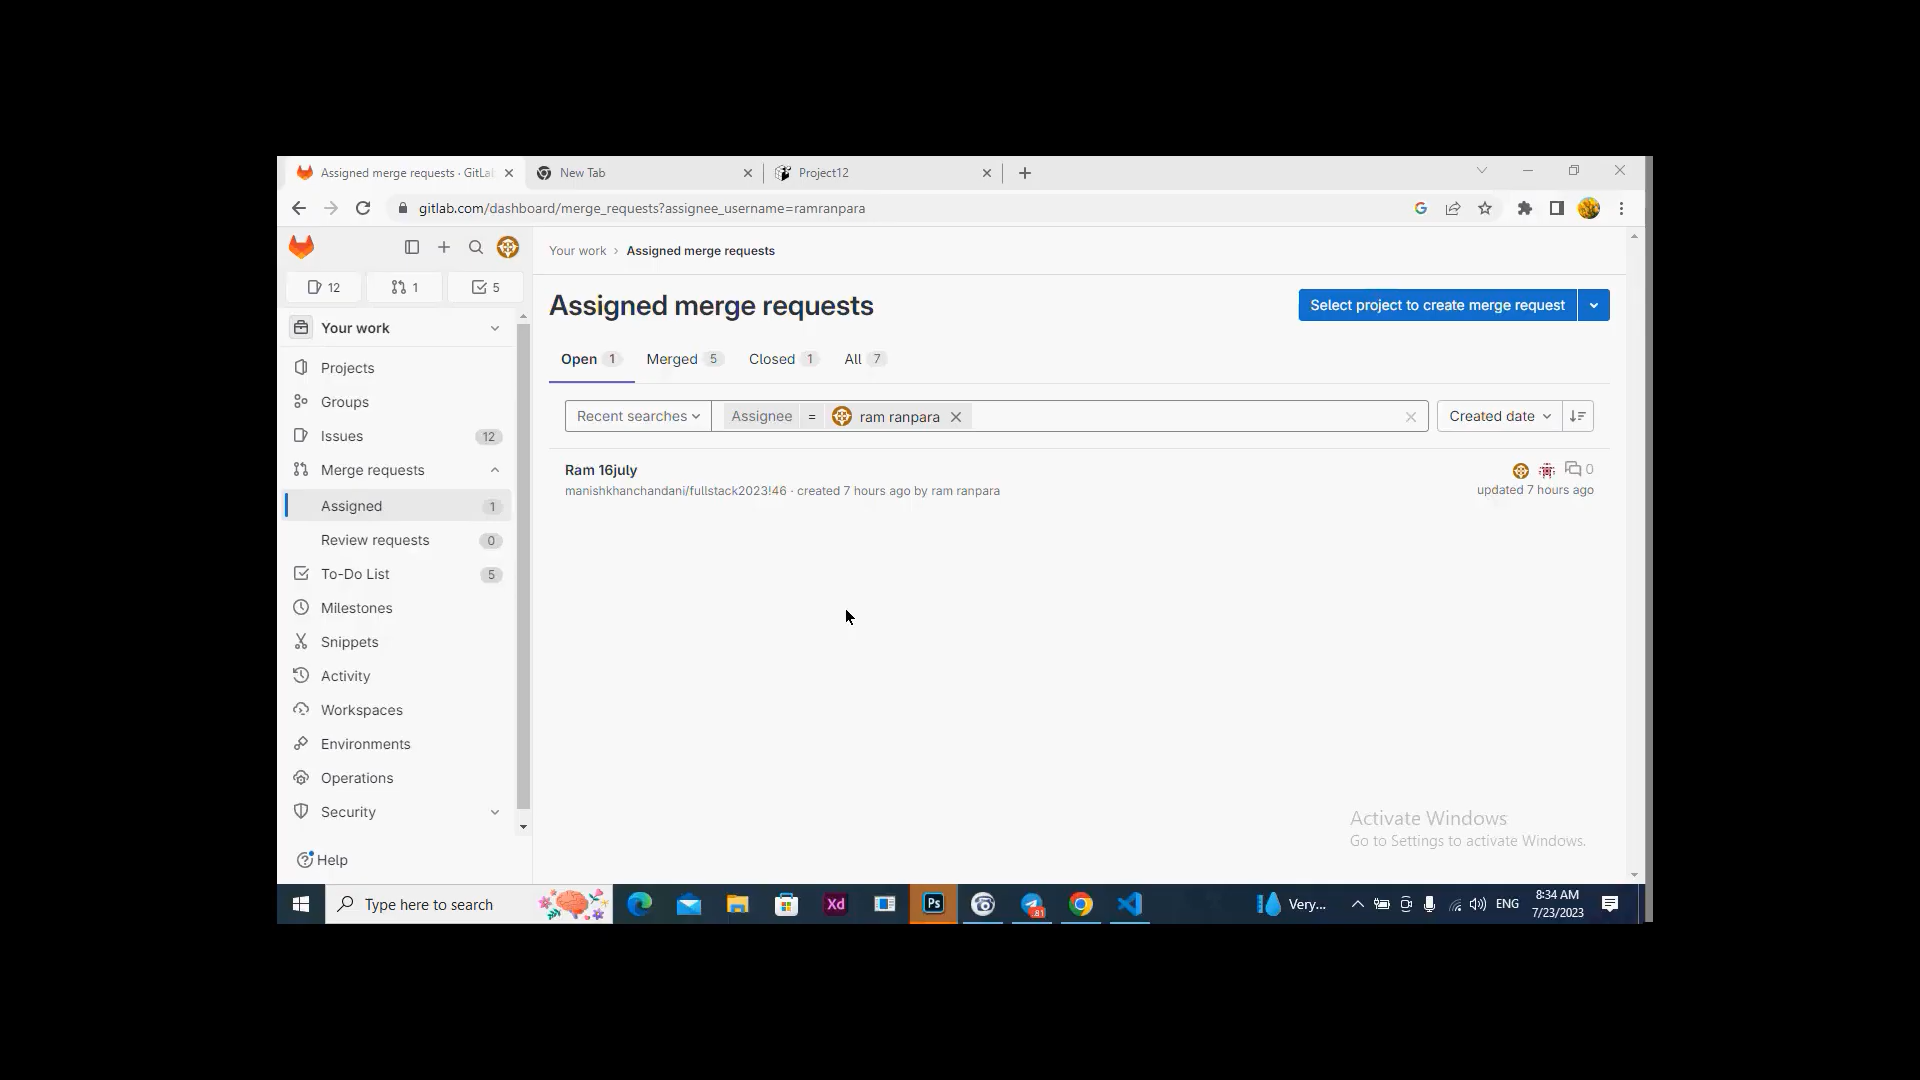 Assigned merge requests · GitLa
New Tab
Project12
gitlab.com/dashboard/merge_requests?assignee_username=ramranpara
12
1
5
Your work
Projects
Groups
Issues 12
Merge requests
Assigned 1
Review requests 0
To-Do List 5
Milestones
Snippets
Activity
Workspaces
Environments
Operations
Security
Help
Your work › Assigned merge requests
Assigned merge requests
Select project to create merge request
Open 1 Merged 5 Closed 1 All 7
Recent searches Assignee = ram ranpara Created date
Ram 16july
0
manishkhanchandani/fullstack2023!46 · created 7 hours ago by ram ranpara
updated 7 hours ago
Activate Windows
Go to Settings to activate Windows.
Type here to search
Xd
Ps
81
Very...
ENG
8:34 AM
7/23/2023